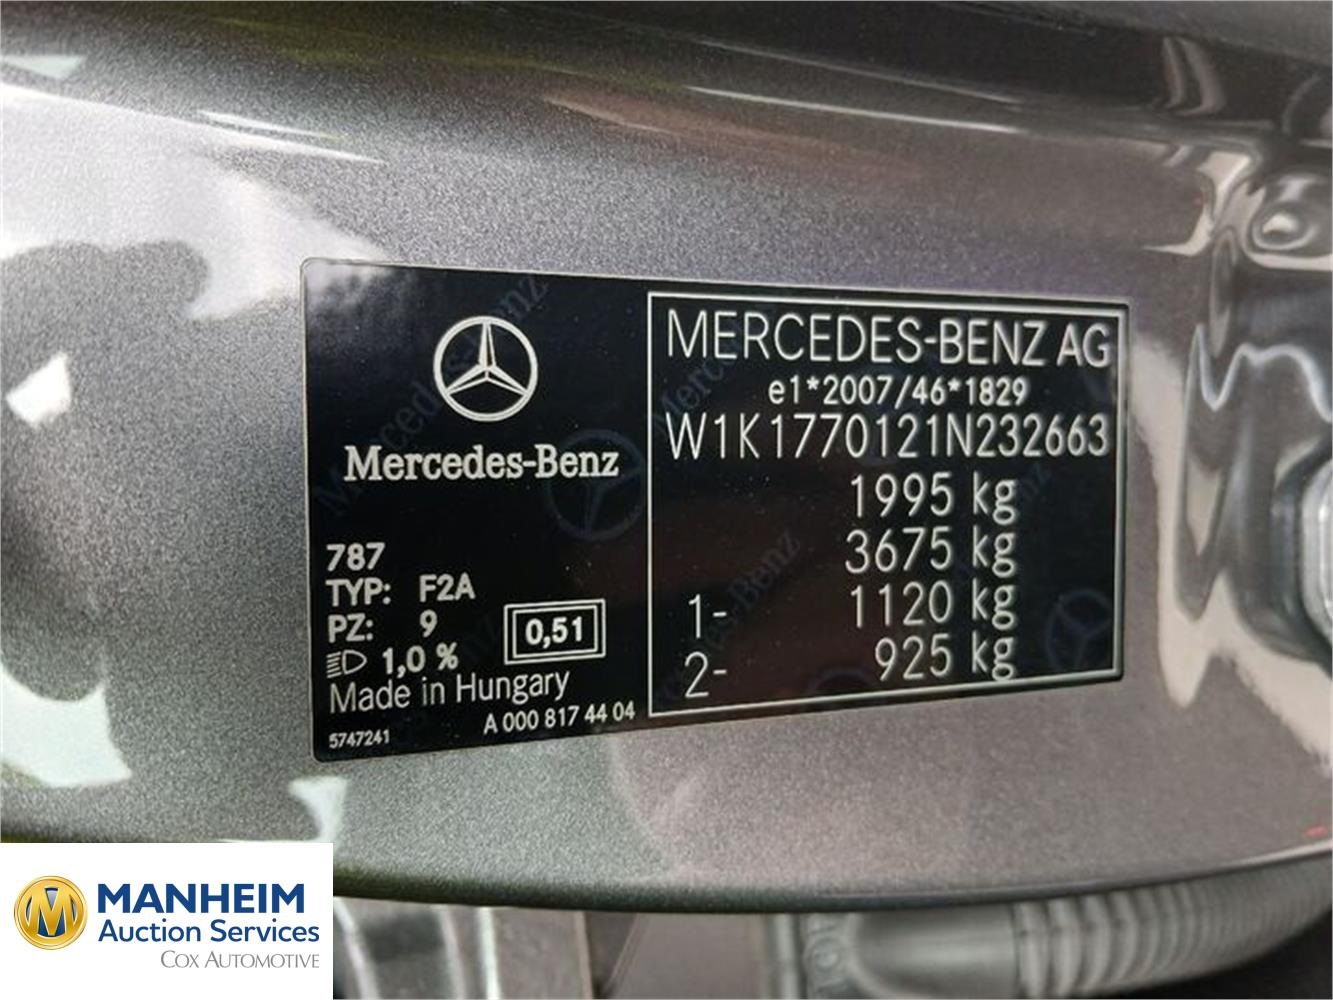 Mercedes-Benz
787
TYP: F2A
PZ: 9
1,0 %
0,51
Made in Hungary
A 000 817 44 04
5747241
MERCEDES-BENZ AG
e1*2007/46*1829
W1K1770121N232663
1995 kg
3675 kg
1- 1120 kg
2- 925 kg
MANHEIM
Auction Services
COX AUTOMOTIVE